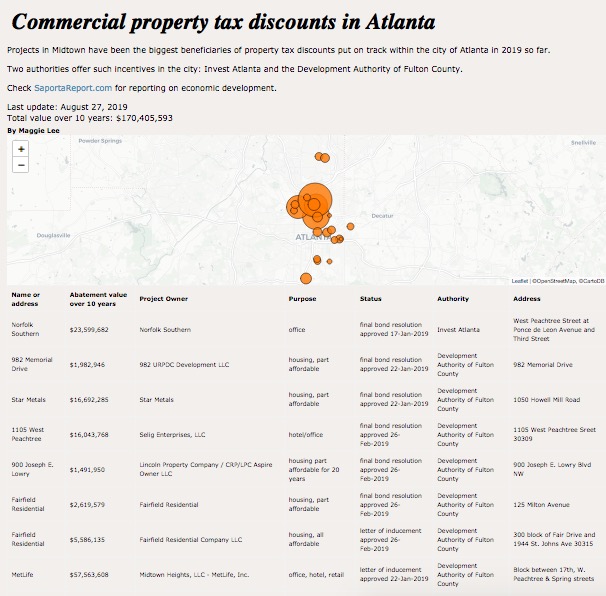 Commercial property tax discounts in Atlanta
Projects in Midtown have been the biggest beneficiaries of property tax discounts put on track within the city of Atlanta in 2019 so far.
Two authorities offer such incentives in the city: Invest Atlanta and the Development Authority of Fulton County.
Check SaportaReport.com for reporting on economic development.
Last update: August 27, 2019
Total value over 10 years: $170,405,593
By Maggie Lee
+
−
Powder Springs
Snellville
Decatur
Douglasville
ATLANTA
Leaflet | ©OpenStreetMap, ©CartoDB
Name or address | Abatement value over 10 years | Project Owner | Purpose | Status | Authority | Address
Norfolk Southern | $23,599,682 | Norfolk Southern | office | final bond resolution approved 17-Jan-2019 | Invest Atlanta | West Peachtree Street at Ponce de Leon Avenue and Third Street
982 Memorial Drive | $1,982,946 | 982 URPDC Development LLC | housing, part affordable | final bond resolution approved 22-Jan-2019 | Development Authority of Fulton County | 982 Memorial Drive
Star Metals | $16,692,285 | Star Metals | housing, part affordable | final bond resolution approved 22-Jan-2019 | Development Authority of Fulton County | 1050 Howell Mill Road
1105 West Peachtree | $16,043,768 | Selig Enterprises, LLC | hotel/office | final bond resolution approved 26-Feb-2019 | Development Authority of Fulton County | 1105 West Peachtree Sreet 30309
900 Joseph E. Lowry | $1,491,950 | Lincoln Property Company / CRP/LPC Aspire Owner LLC | housing part affordable for 20 years | final bond resolution approved 26-Feb-2019 | Development Authority of Fulton County | 900 Joseph E. Lowry Blvd NW
Fairfield Residential | $2,619,579 | Fairfield Residential | housing, part affordable | final bond resolution approved 26-Feb-2019 | Development Authority of Fulton County | 125 Milton Avenue
Fairfield Residential | $5,586,135 | Fairfield Residential Company LLC | housing, all affordable | letter of inducement approved 26-Feb-2019 | Development Authority of Fulton County | 300 block of Fair Drive and 1944 St. Johns Ave 30315
MetLife | $57,563,608 | Midtown Heights, LLC - MetLife, Inc. | office, hotel, retail | letter of inducement approved 22-Jan-2019 | Development Authority of Fulton County | Block between 17th, W. Peachtree & Spring streets